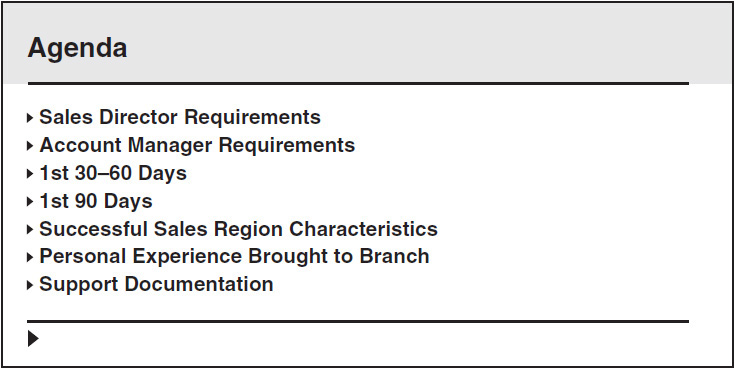 Agenda
Sales Director Requirements
Account Manager Requirements
1st 30–60 Days
1st 90 Days
Successful Sales Region Characteristics
Personal Experience Brought to Branch
Support Documentation